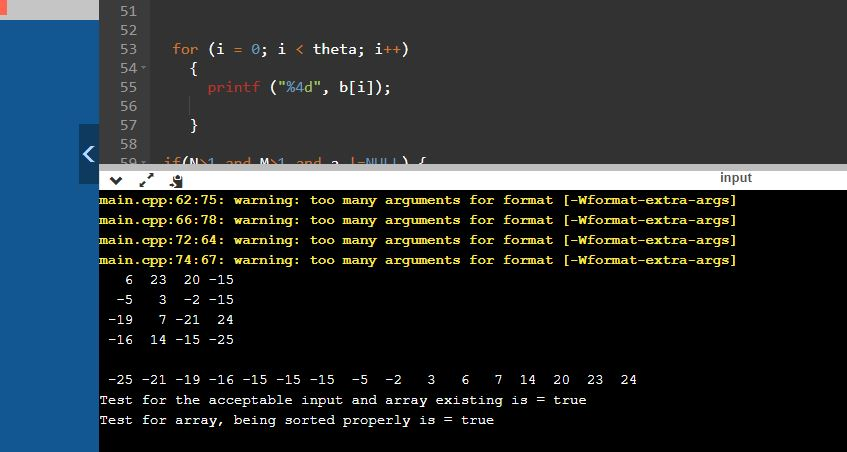 51
52
53 for (i = 0; i < theta; i++)
54 {
55 printf ("%4d", b[i]);
56
57 }
58
59 if(N>1 and M>1 and a !=NULL) {
input
main.cpp:62:75: warning: too many arguments for format [-Wformat-extra-args]
main.cpp:66:78: warning: too many arguments for format [-Wformat-extra-args]
main.cpp:72:64: warning: too many arguments for format [-Wformat-extra-args]
main.cpp:74:67: warning: too many arguments for format [-Wformat-extra-args]
6 23 20 -15
-5 3 -2 -15
-19 7 -21 24
-16 14 -15 -25
-25 -21 -19 -16 -15 -15 -15 -5 -2 3 6 7 14 20 23 24
Test for the acceptable input and array existing is = true
Test for array, being sorted properly is = true